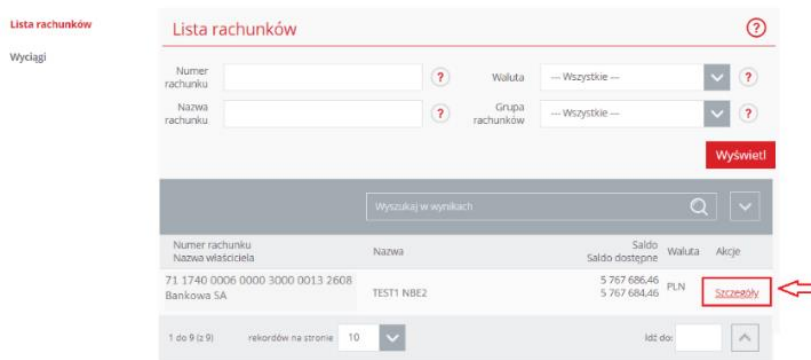 Lista rachunków
Wyciągi
Lista rachunków
?
Numer
rachunku
?
Waluta
--- Wszystkie ---
?
Nazwa
rachunku
?
Grupa
rachunków
--- Wszystkie ---
?
Wyświetl
Wyszukaj w wynikach
Numer rachunku
Nazwa właściciela
Nazwa
Saldo
Saldo dostępne
Waluta
Akcje
71 1740 0006 0000 3000 0013 2608
Bankowa SA
TEST1 NBE2
5 767 686,46
5 767 684,46
PLN
Szczegóły
1 do 9 (z 9)
rekordów na stronie
10
Idź do: